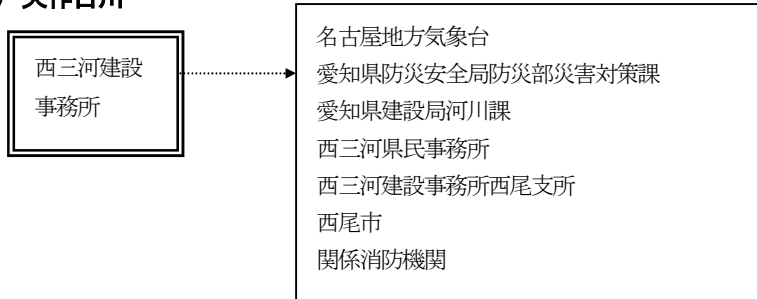 西三河建設
事務所
名古屋地方気象台
愛知県防災安全局防災部災害対策課
愛知県建設局河川課
西三河県民事務所
西三河建設事務所西尾支所
西尾市
関係消防機関